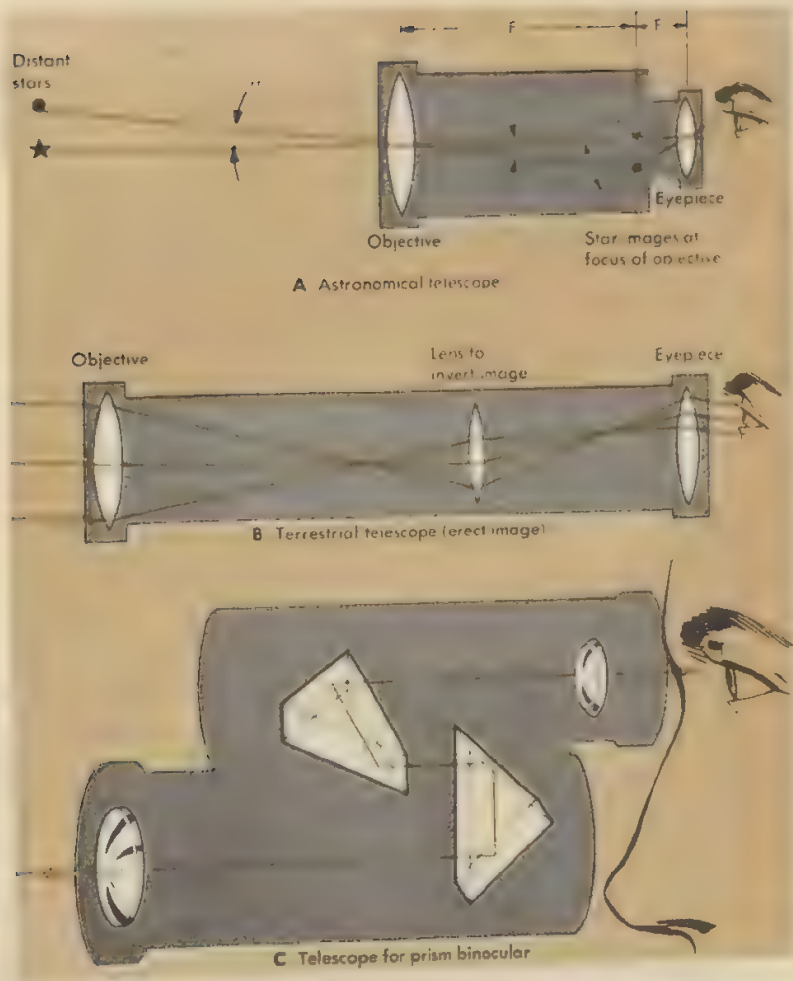 F
F
Distant
stars
Eyepiece
Objective
Star images at
focus of objective
A Astronomical telescope
Objective
Lens to
invert image
Eyepiece
B Terrestrial telescope (erect image)
C Telescope for prism binocular